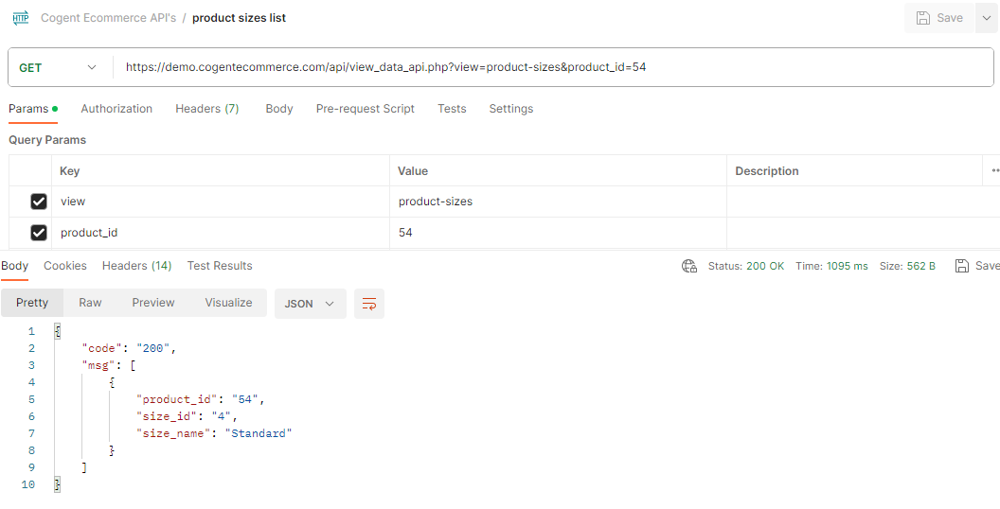 HTTP Cogent Ecommerce API's / product sizes list Save
GET https://demo.cogentecommerce.com/api/view_data_api.php?view=product-sizes&product_id=54
Params Authorization Headers (7) Body Pre-request Script Tests Settings
Query Params
Key Value Description
view product-sizes
product_id 54
Body Cookies Headers (14) Test Results Status: 200 OK Time: 1095 ms Size: 562 B Save
Pretty Raw Preview Visualize JSON
1 {
2 "code": "200",
3 "msg": [
4 {
5 "product_id": "54",
6 "size_id": "4",
7 "size_name": "Standard"
8 }
9 ]
10 }